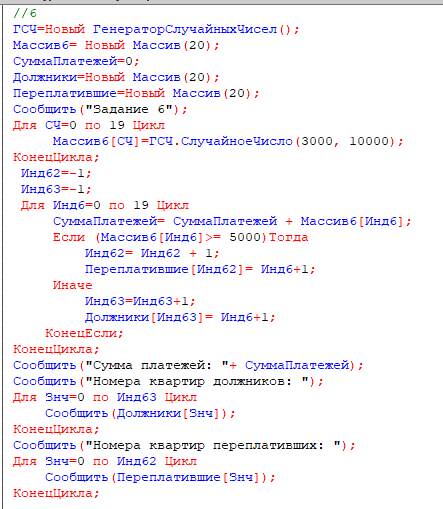 //6
ГСЧ=Новый ГенераторСлучайныхЧисел();
Массив6= Новый Массив(20);
СуммаПлатежей=0;
Должники=Новый Массив(20);
Переплатившие=Новый Массив(20);
Сообщить("Задание 6");
Для СЧ=0 по 19 Цикл
Массив6[СЧ]=ГСЧ.СлучайноеЧисло(3000, 10000);
КонецЦикла;
Инд62=-1;
Инд63=-1;
Для Инд6=0 по 19 Цикл
СуммаПлатежей= СуммаПлатежей + Массив6[Инд6];
Если (Массив6[Инд6]>= 5000)Тогда
Инд62= Инд62 + 1;
Переплатившие[Инд62]= Инд6+1;
Иначе
Инд63=Инд63+1;
Должники[Инд63]= Инд6+1;
КонецЕсли;
КонецЦикла;
Сообщить("Сумма платежей: "+ СуммаПлатежей);
Сообщить("Номера квартир должников: ");
Для Знч=0 по Инд63 Цикл
Сообщить(Должники[Знч]);
КонецЦикла;
Сообщить("Номера квартир переплативших: ");
Для Знч=0 по Инд62 Цикл
Сообщить(Переплатившие[Знч]);
КонецЦикла;